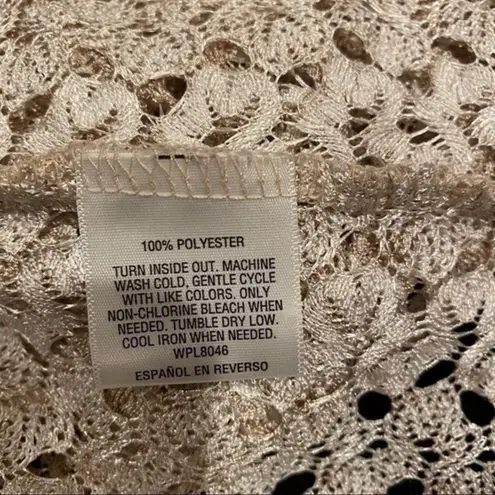 100% POLYESTER
TURN INSIDE OUT. MACHINE
WASH COLD, GENTLE CYCLE
WITH LIKE COLORS. ONLY
NON-CHLORINE BLEACH WHEN
NEEDED. TUMBLE DRY LOW.
COOL IRON WHEN NEEDED.
WPL8046
ESPAÑOL EN REVERSO